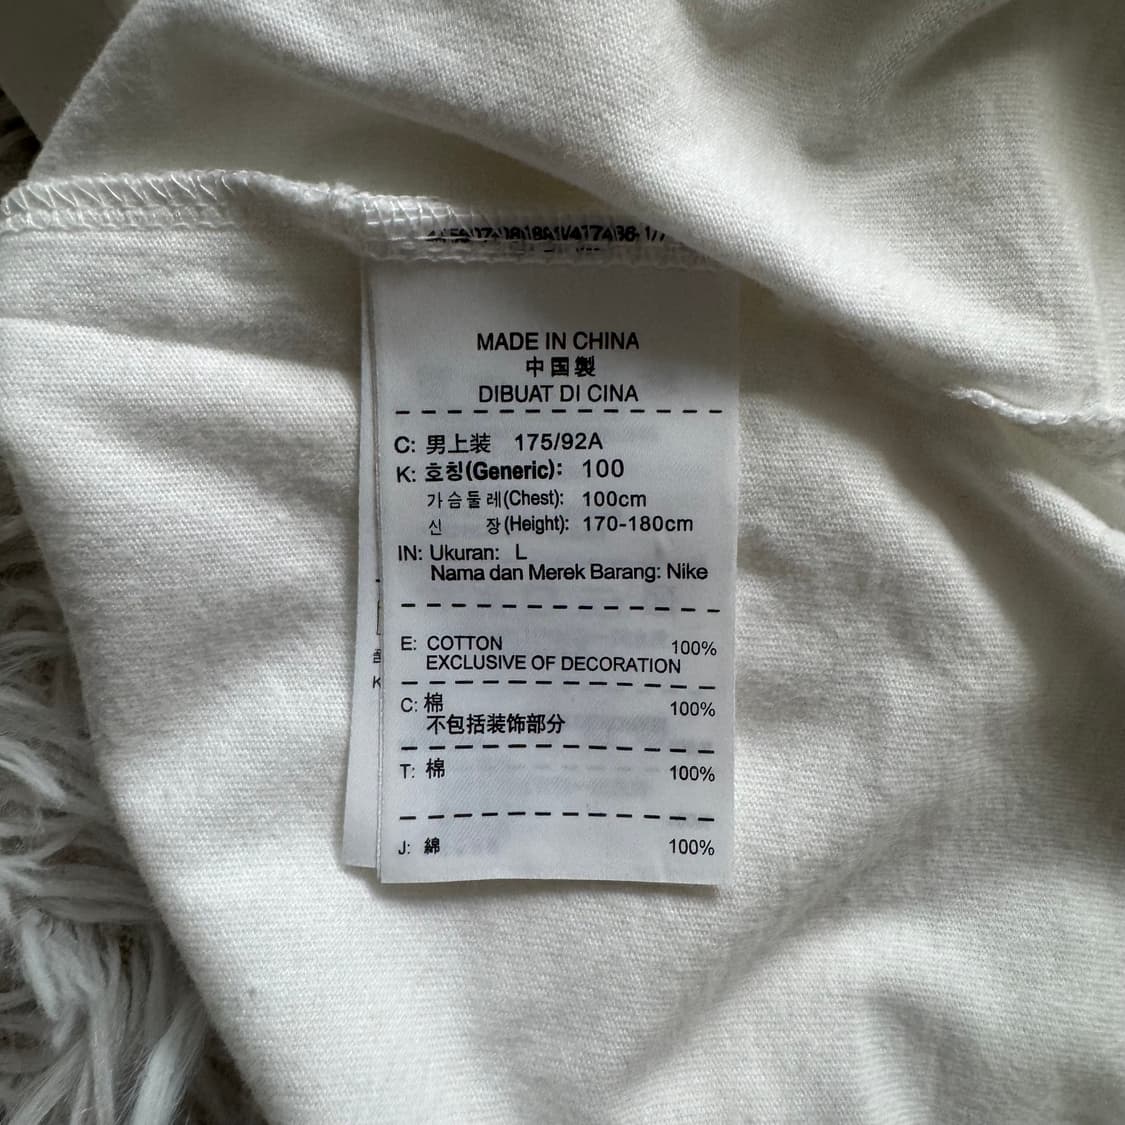 MADE IN CHINA
中国製
DIBUAT DI CINA
C: 男上装 175/92A
K: 호칭(Generic): 100
가슴둘레(Chest): 100cm
신 장(Height): 170-180cm
IN: Ukuran: L
Nama dan Merek Barang: Nike
E: COTTON 100%
EXCLUSIVE OF DECORATION
C: 棉 100%
不包括装饰部分
T: 棉 100%
J: 綿 100%